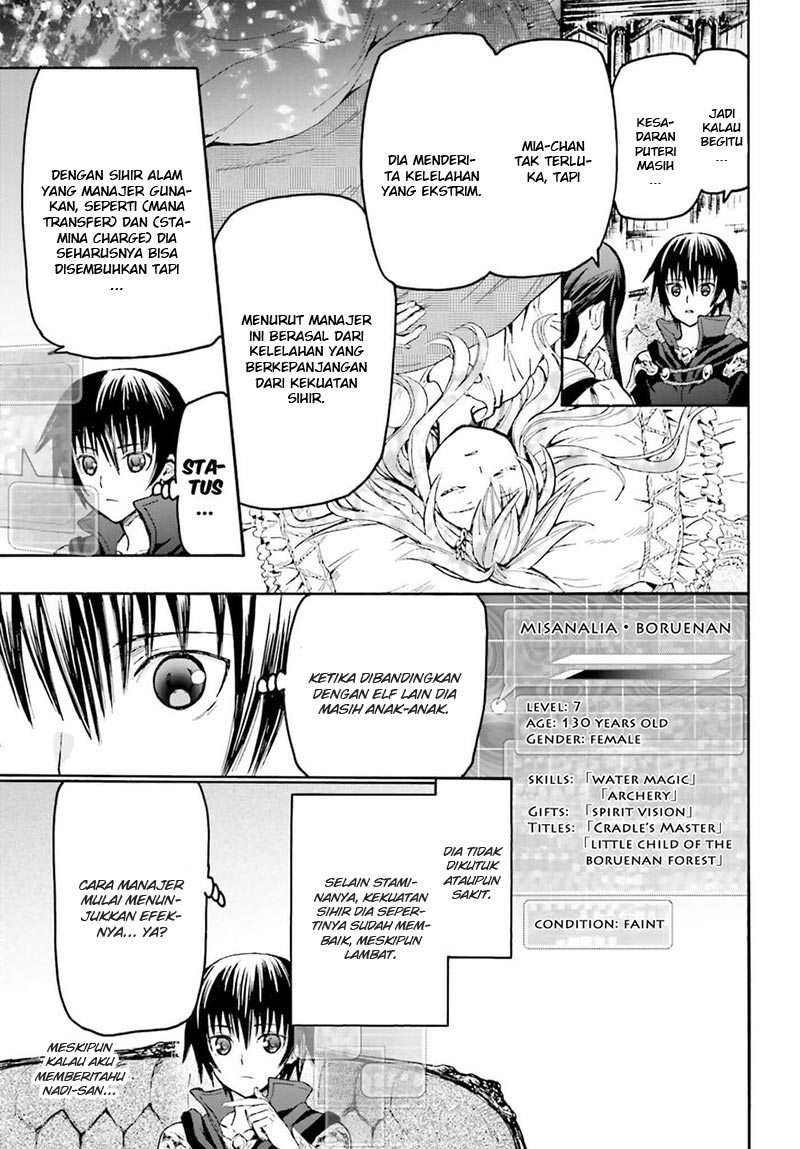 JADI
KALAU
BEGITU
...
KESA-
DARAN
PUTERI
MASIH
...
MIA-CHAN
TAK TERLU-
KA, TAPI
DIA MENDERI-
TA KELELAHAN
YANG EKSTRIM.
MENURUT MANAJER
INI BERASAL DARI
KELELAHAN YANG
BERKEPANJANGAN
DARI KEKUATAN
SIHIR.
DENGAN SIHIR ALAM
YANG MANAJER GUNA-
KAN, SEPERTI (MANA
TRANSFER) DAN (STA-
MINA CHARGE) DIA
SEHARUSNYA BISA
DISEMBUHKAN TAPI
...
STA-
TUS
...
MISANALIA • BORUENAN
LEVEL: 7
AGE: 130 YEARS OLD
GENDER: FEMALE
SKILLS: 「WATER MAGIC」
「ARCHERY」
GIFTS: 「SPIRIT VISION」
TITLES: 「CRADLE'S MASTER」
「LITTLE CHILD OF THE
BORUENAN FOREST」
CONDITION: FAINT
KETIKA DIBANDINGKAN
DENGAN ELF LAIN DIA
MASIH ANAK-ANAK.
DIA TIDAK
DIKUTUK
ATAUPUN
SAKIT.
SELAIN STAMI-
NANYA, KEKUATAN
SIHIR DIA SEPER-
TINYA SUDAH MEM-
BAIK, MESKIPUN
LAMBAT.
CARA MANAJER
MULAI MENUN-
JUKKAN EFEK-
NYA... YA?
MESKIPUN
KALAU AKU
MEMBERITAHU
NADI-SAN...